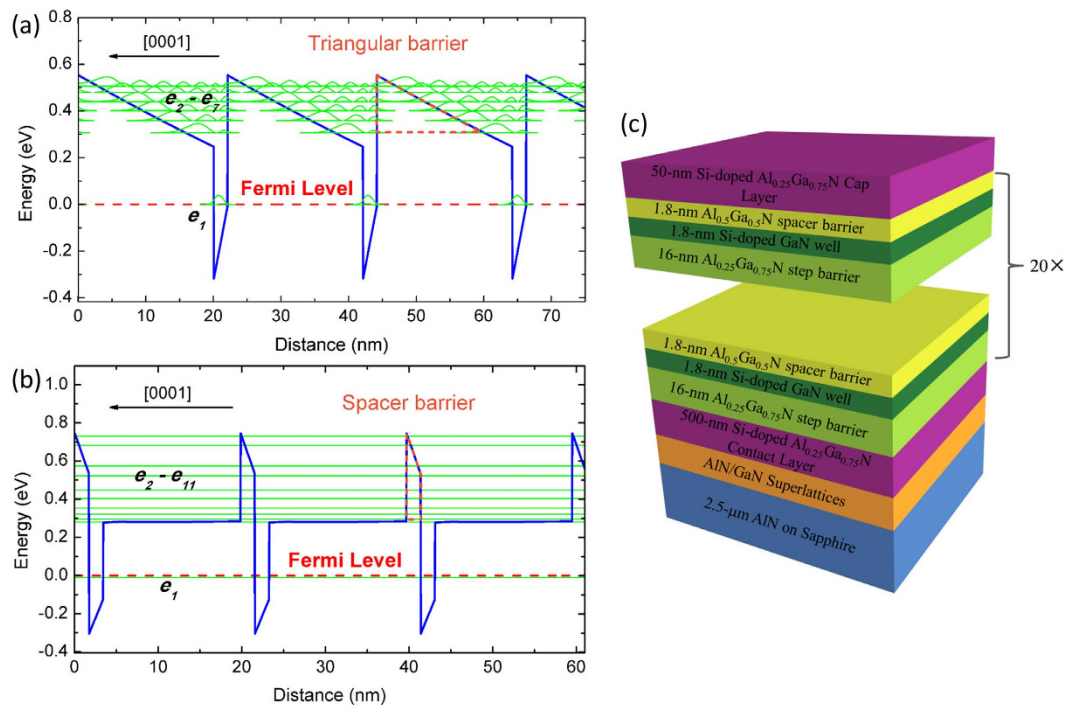 (a)
0.8
0.6
0.4
0.2
0.0
-0.2
-0.4
Energy (eV)
[0001]
Triangular barrier
e2 - e7
Fermi Level
e1
0 10 20 30 40 50 60 70
Distance (nm)
(b)
1.0
0.8
0.6
0.4
0.2
0.0
-0.2
-0.4
Energy (eV)
[0001]
Spacer barrier
e2 - e11
Fermi Level
e1
0 10 20 30 40 50 60
Distance (nm)
(c)
50-nm Si-doped Al0.25Ga0.75N Cap
Layer
1.8-nm Al0.5Ga0.5N spacer barrier
1.8-nm Si-doped GaN well
16-nm Al0.25Ga0.75N step barrier
20×
1.8-nm Al0.5Ga0.5N spacer barrier
1.8-nm Si-doped GaN well
16-nm Al0.25Ga0.75N step barrier
500-nm Si-doped Al0.25Ga0.75N
Contact Layer
AlN/GaN Superlattices
2.5-μm AlN on Sapphire